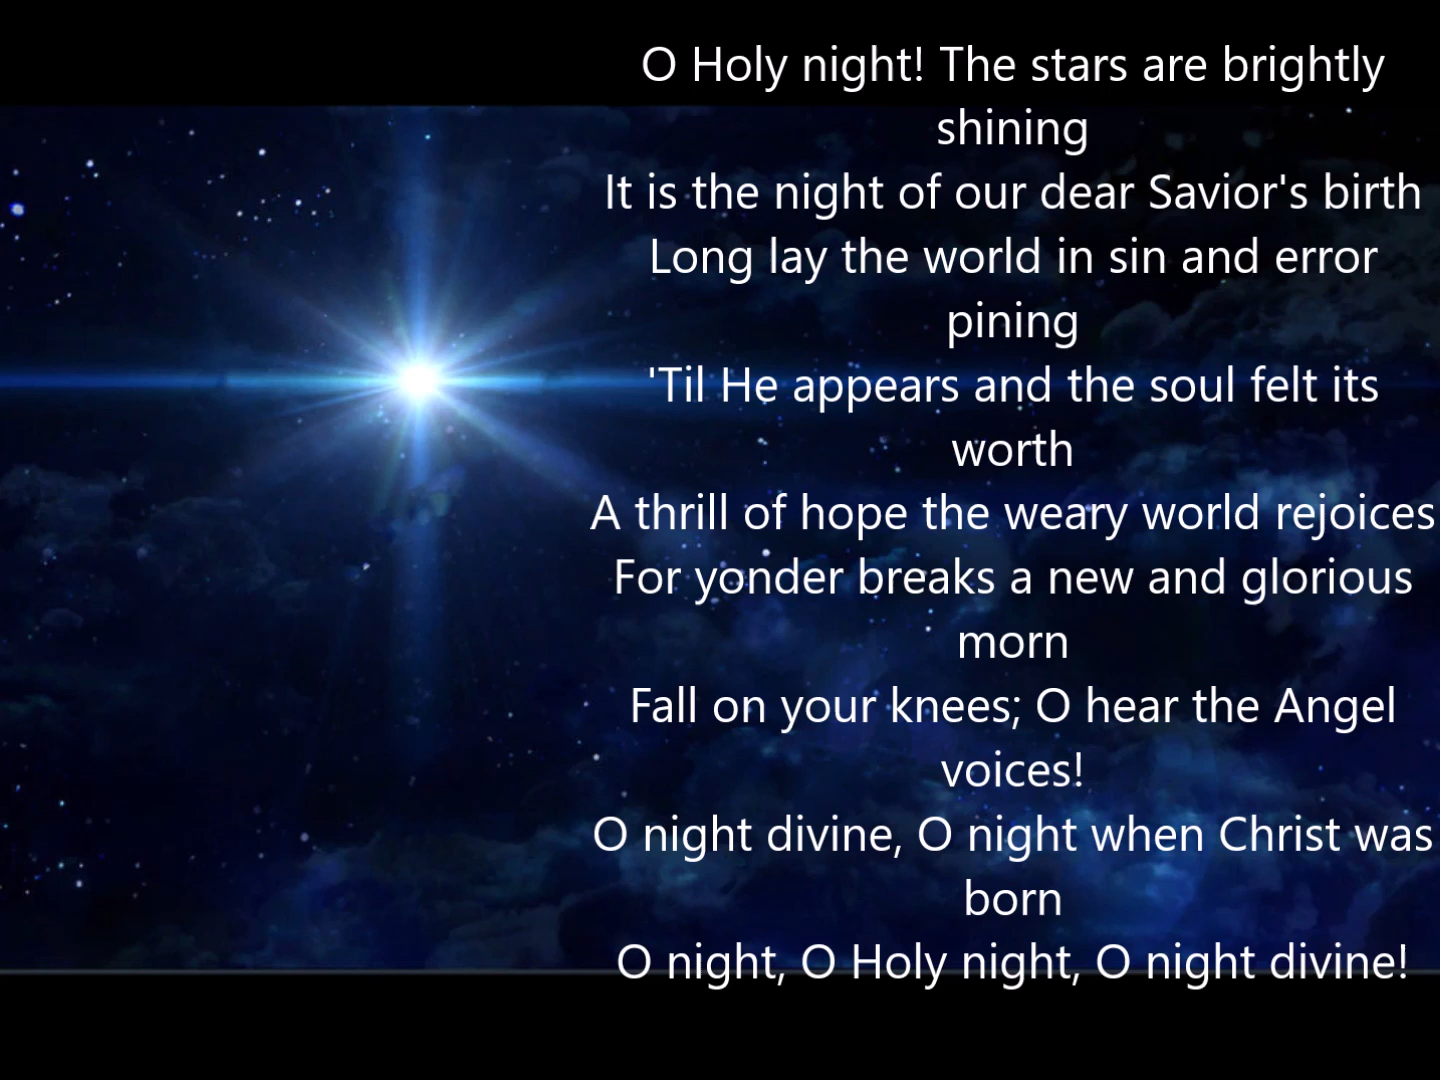 O Holy night! The stars are brightly
shining
It is the night of our dear Savior's birth
Long lay the world in sin and error
pining
'Til He appears and the soul felt its
worth
A thrill of hope the weary world rejoices
For yonder breaks a new and glorious
morn
Fall on your knees; O hear the Angel
voices!
O night divine, O night when Christ was
born
O night, O Holy night, O night divine!